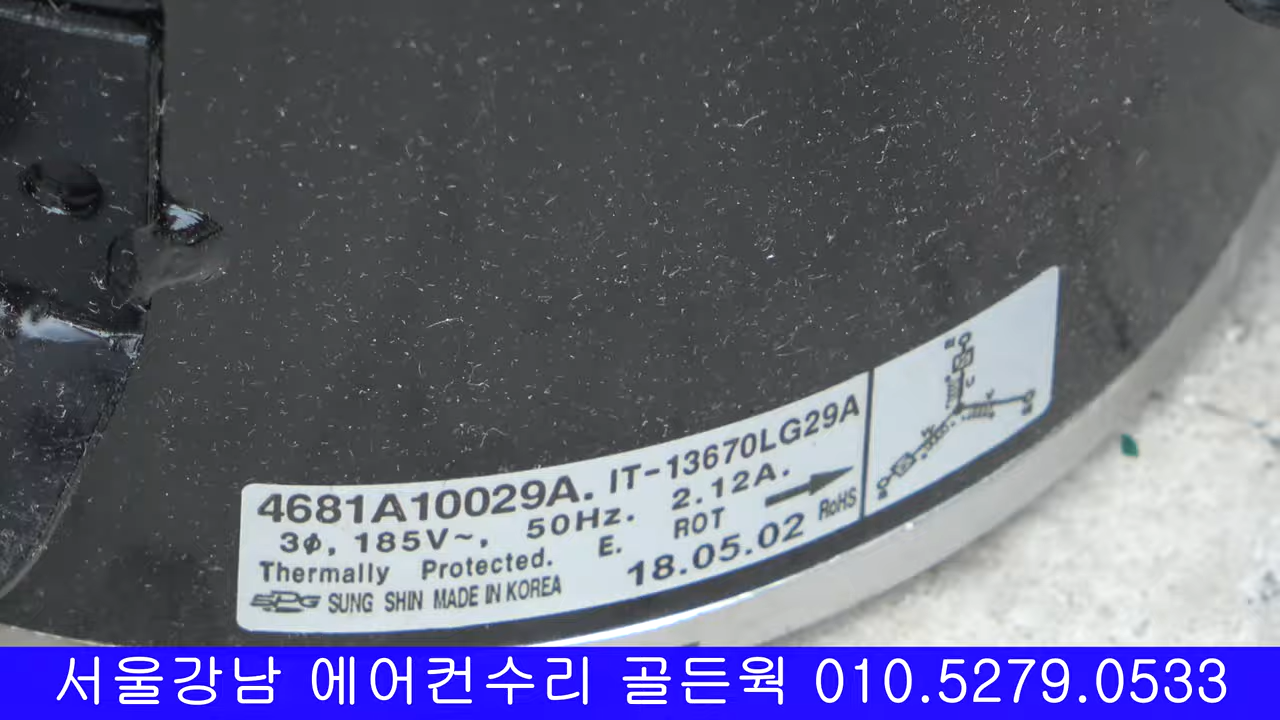 4681A10029A. IT-13670LG29A
3ϕ, 185V~, 50Hz. 2.12A.
Thermally Protected. E. ROT RoHS
SPG SUNG SHIN MADE IN KOREA 18.05.02
서울강남 에어컨수리 골든웍 010.5279.0533